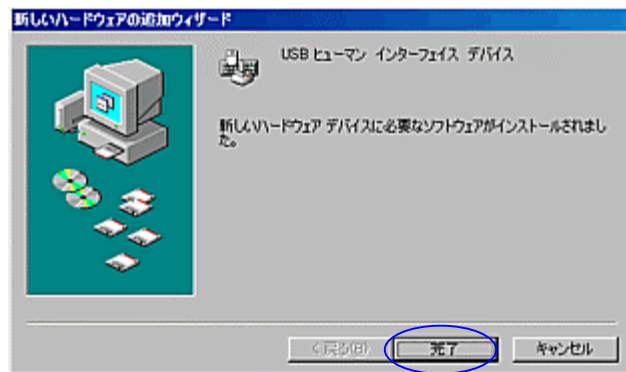 新しいハードウェアの追加ウィザード
USB ヒューマン インターフェイス デバイス
新しいハードウェア デバイスに必要なソフトウェアがインストールされまし
た。
< 戻る(B)
完了
キャンセル